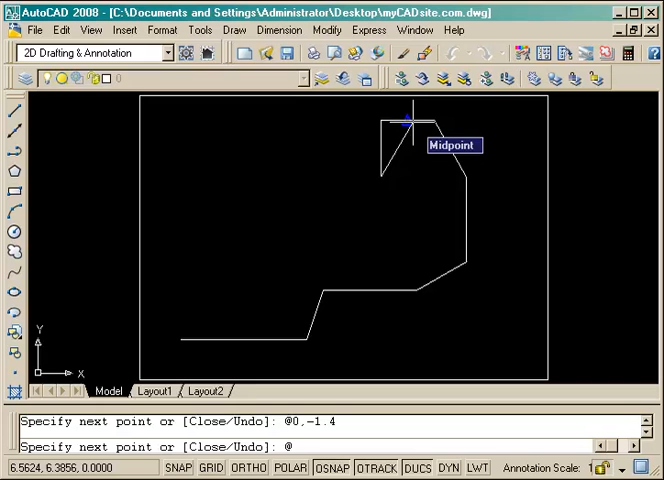 AutoCAD 2008 - [C:\Documents and Settings\Administrator\Desktop\myCADsite.com.dwg]
File Edit View Insert Format Tools Draw Dimension Modify Express Window Help
2D Drafting & Annotation
0
Midpoint
Y
X
Model Layout1 Layout2
Specify next point or [Close/Undo]: @0,-1.4
Specify next point or [Close/Undo]: @
6.5624, 6.3856, 0.0000 SNAP GRID ORTHO POLAR OSNAP OTRACK DUCS DYN LWT Annotation Scale: 1